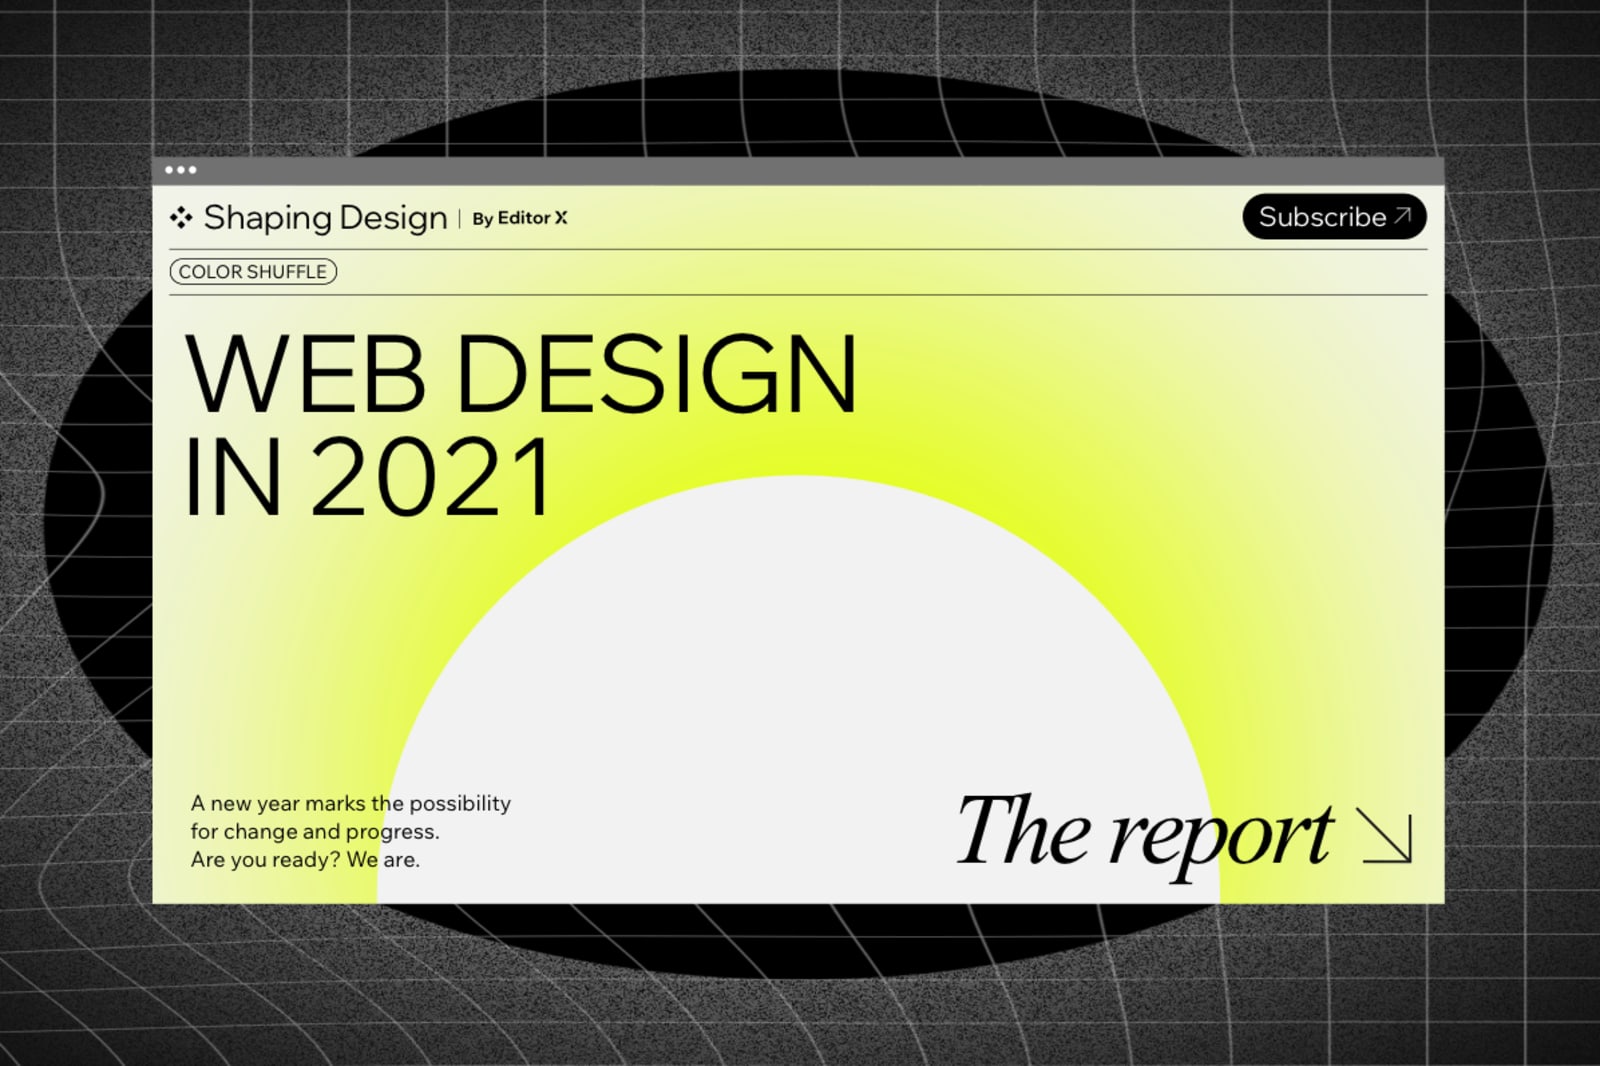 Shaping Design | By Editor X
Subscribe
COLOR SHUFFLE
WEB DESIGN
IN 2021
A new year marks the possibility
for change and progress.
Are you ready? We are.
The report